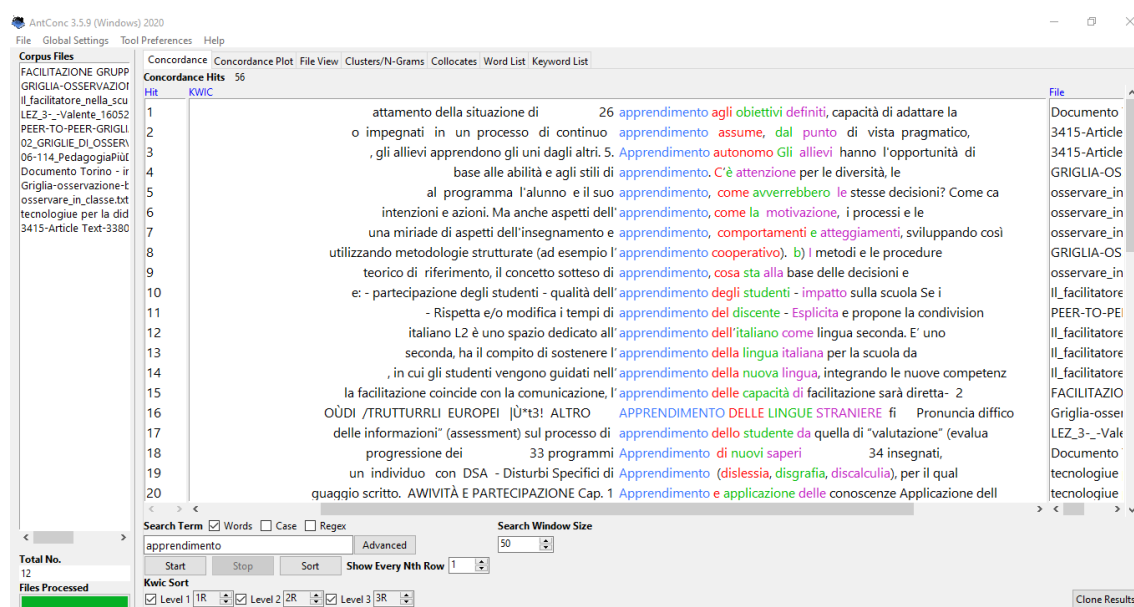 AntConc 3.5.9 (Windows) 2020
File Global Settings Tool Preferences Help
Corpus Files
FACILITAZIONE GRUPP
GRIGLIA-OSSERVAZIO
Il_facilitatore_nella_scu
LEZ_3-_-Valente_16052
PEER-TO-PEER-GRIGLI
02_GRIGLIE_DI_OSSER
06-114_PedagogiaPiù
Documento Torino - ir
Griglia-osservazione-b
osservare_in_classe.txt
tecnologiue per la did
3415-Article Text-3380
Total No.
12
Files Processed
Concordance Concordance Plot File View Clusters/N-Grams Collocates Word List Keyword List
Concordance Hits 56
Hit KWIC File
1 attamento della situazione di 26 apprendimento agli obiettivi definiti, capacità di adattare la Documento
2 o impegnati in un processo di continuo apprendimento assume, dal punto di vista pragmatico, 3415-Article
3 , gli allievi apprendono gli uni dagli altri. 5. Apprendimento autonomo Gli allievi hanno l'opportunità di 3415-Article
4 base alle abilità e agli stili di apprendimento. C'è attenzione per le diversità, le GRIGLIA-OS
5 al programma l'alunno e il suo apprendimento, come avverrebbero le stesse decisioni? Come ca osservare_in
6 intenzioni e azioni. Ma anche aspetti dell'apprendimento, come la motivazione, i processi e le osservare_in
7 una miriade di aspetti dell'insegnamento e apprendimento, comportamenti e atteggiamenti, sviluppando così osservare_in
8 utilizzando metodologie strutturate (ad esempio l'apprendimento cooperativo). b) I metodi e le procedure GRIGLIA-OS
9 teorico di riferimento, il concetto sotteso di apprendimento, cosa sta alla base delle decisioni e osservare_in
10 e: - partecipazione degli studenti - qualità dell'apprendimento degli studenti - impatto sulla scuola Se i Il_facilitatore
11 - Rispetta e/o modifica i tempi di apprendimento del discente - Esplicita e propone la condivision PEER-TO-PE
12 italiano L2 è uno spazio dedicato all'apprendimento dell'italiano come lingua seconda. E' uno Il_facilitatore
13 seconda, ha il compito di sostenere l'apprendimento della lingua italiana per la scuola da Il_facilitatore
14 , in cui gli studenti vengono guidati nell'apprendimento della nuova lingua, integrando le nuove competenz Il_facilitatore
15 la facilitazione coincide con la comunicazione, l'apprendimento delle capacità di facilitazione sarà diretta- 2 FACILITAZIO
16 OÙDI /TRUTTURRLI EUROPEI |Ù*t3! ALTRO APPRENDIMENTO DELLE LINGUE STRANIERE fi Pronuncia diffico Griglia-osser
17 delle informazioni" (assessment) sul processo di apprendimento dello studente da quella di "valutazione" (evalua LEZ_3-_-Vale
18 progressione dei 33 programmi Apprendimento di nuovi saperi 34 insegnati, Documento
19 un individuo con DSA - Disturbi Specifici di Apprendimento (dislessia, disgrafia, discalculia), per il qual tecnologiue
20 guaggio scritto. AWIVITÀ E PARTECIPAZIONE Cap. 1 Apprendimento e applicazione delle conoscenze Applicazione dell tecnologiue
Search Term Words Case Regex Search Window Size
apprendimento Advanced 50
Start Stop Sort Show Every Nth Row 1
Kwic Sort
Level 1 1R Level 2 2R Level 3 3R Clone Results